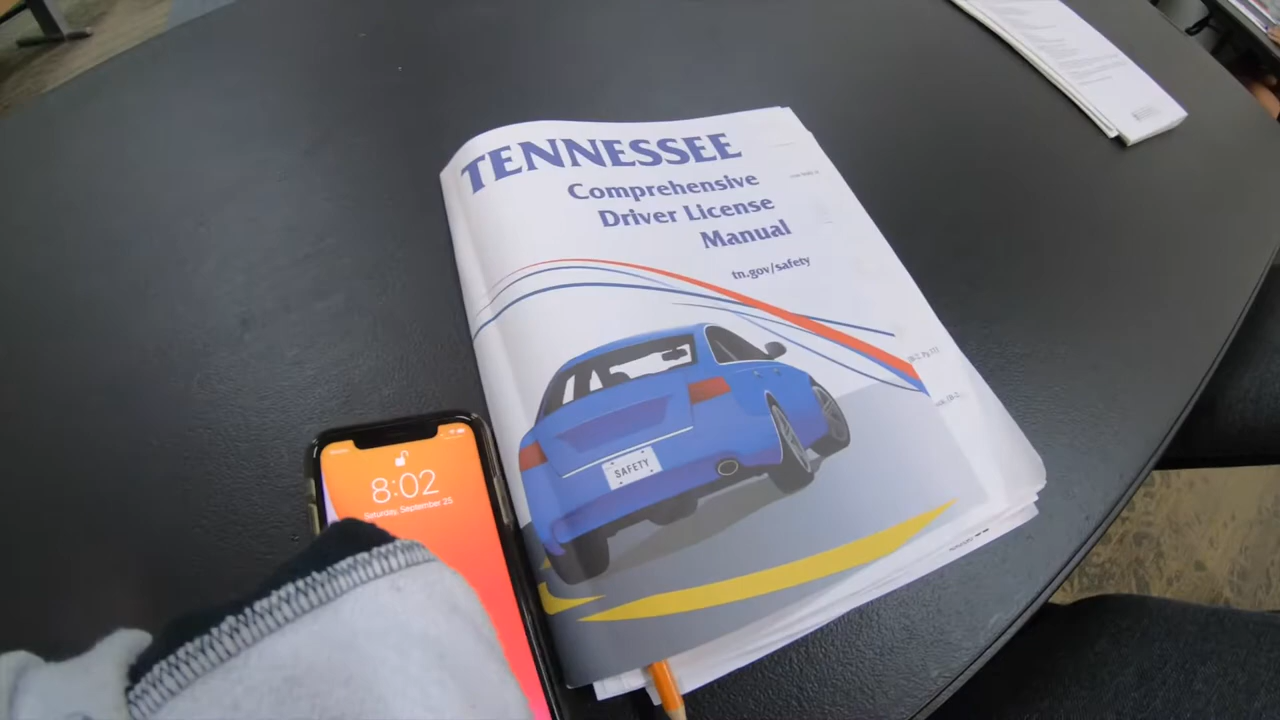 TENNESSEE
Comprehensive
Driver License
Manual
tn.gov/safety
SAFETY
8:02
Saturday, September 25